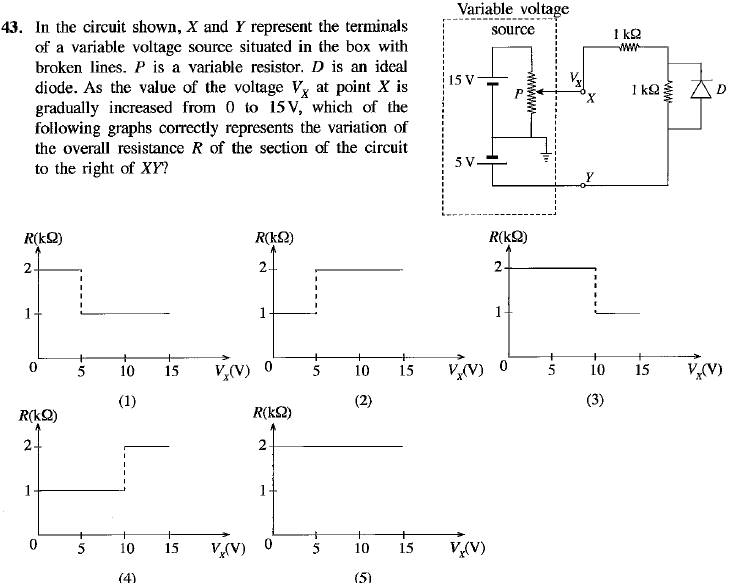 43. In the circuit shown, X and Y represent the terminals
of a variable voltage source situated in the box with
broken lines. P is a variable resistor. D is an ideal
diode. As the value of the voltage V_X at point X is
gradually increased from 0 to 15 V, which of the
following graphs correctly represents the variation of
the overall resistance R of the section of the circuit
to the right of XY?
Variable voltage
source
1 kΩ
15 V
P
V_X
X
1 kΩ
D
5 V
Y
R(kΩ)
2
1
0 5 10 15 V_X(V)
(1)
R(kΩ)
2
1
0 5 10 15 V_X(V)
(2)
R(kΩ)
2
1
0 5 10 15 V_X(V)
(3)
R(kΩ)
2
1
0 5 10 15 V_X(V)
(4)
R(kΩ)
2
1
0 5 10 15 V_X(V)
(5)